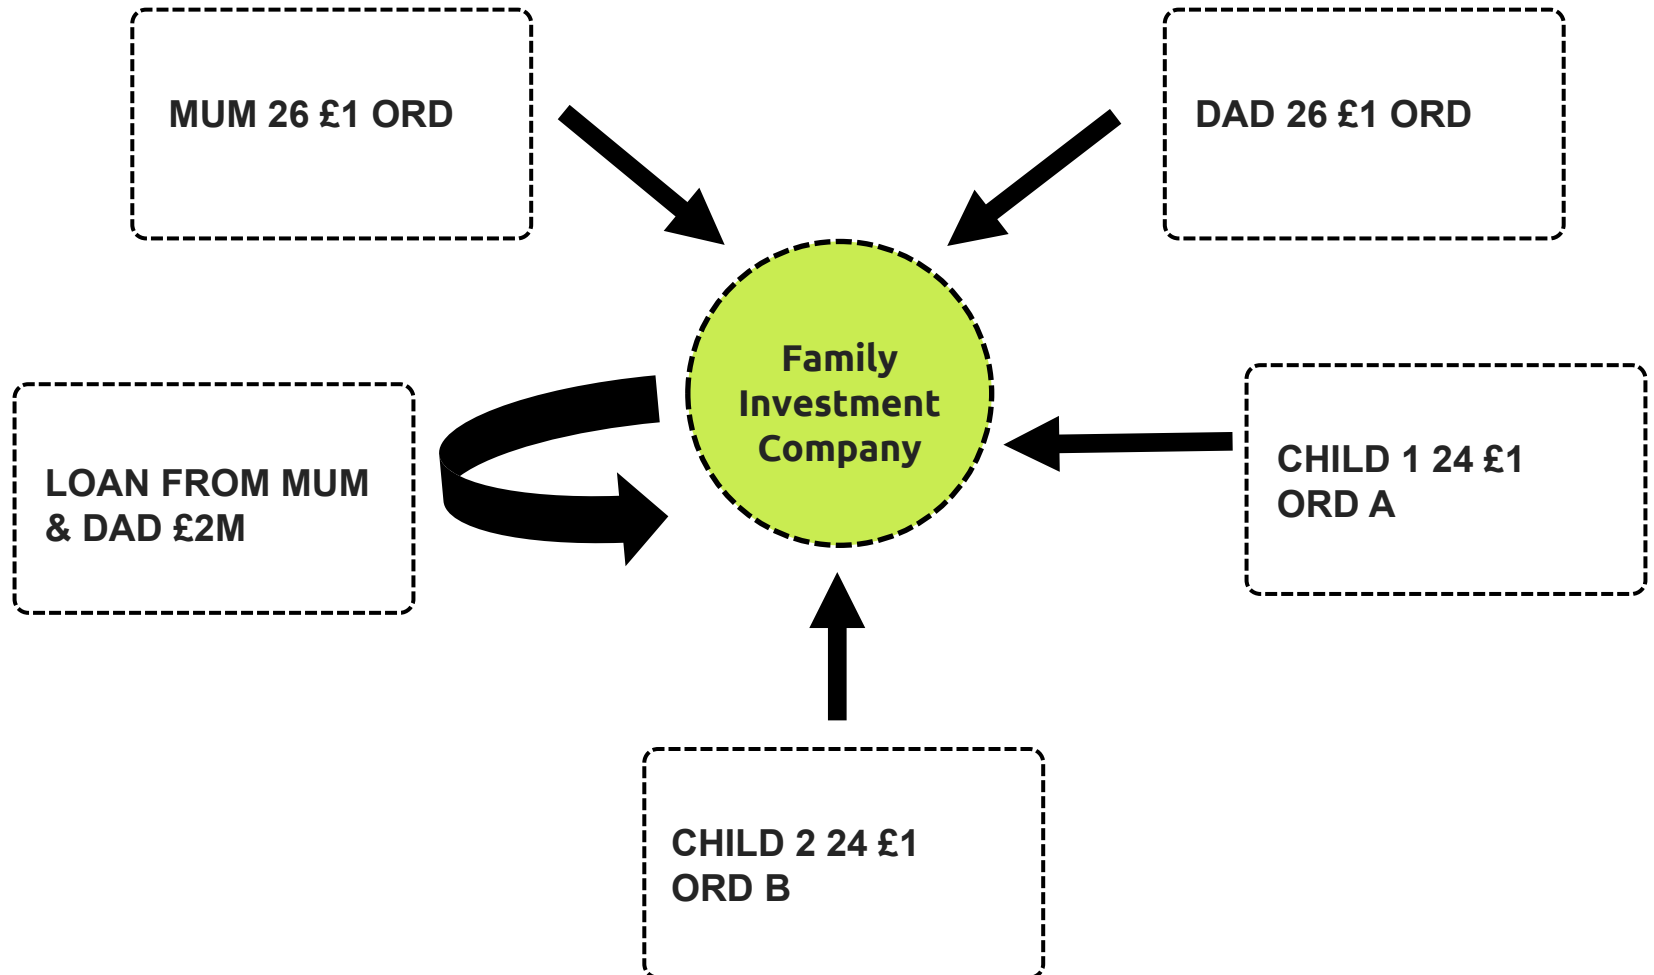 MUM 26 £1 ORD
DAD 26 £1 ORD
Family
Investment
Company
LOAN FROM MUM
& DAD £2M
CHILD 1 24 £1
ORD A
CHILD 2 24 £1
ORD B